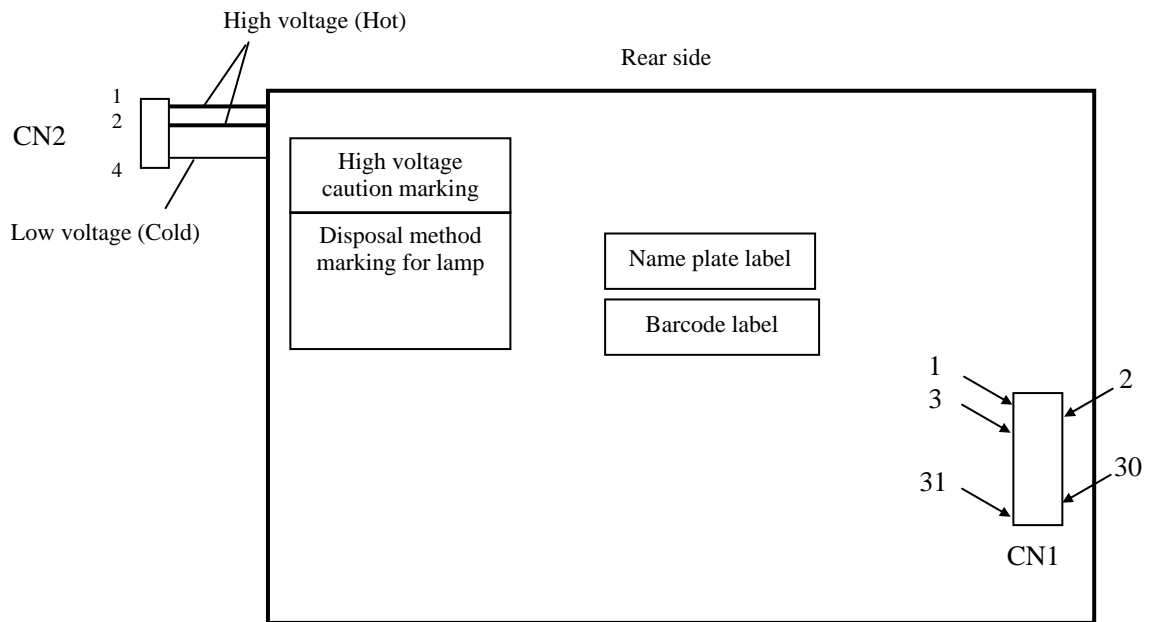 High voltage (Hot)
Rear side
1
2
CN2
4
High voltage
caution marking
Low voltage (Cold)
Disposal method
marking for lamp
Name plate label
Barcode label
1
2
3
31
30
CN1